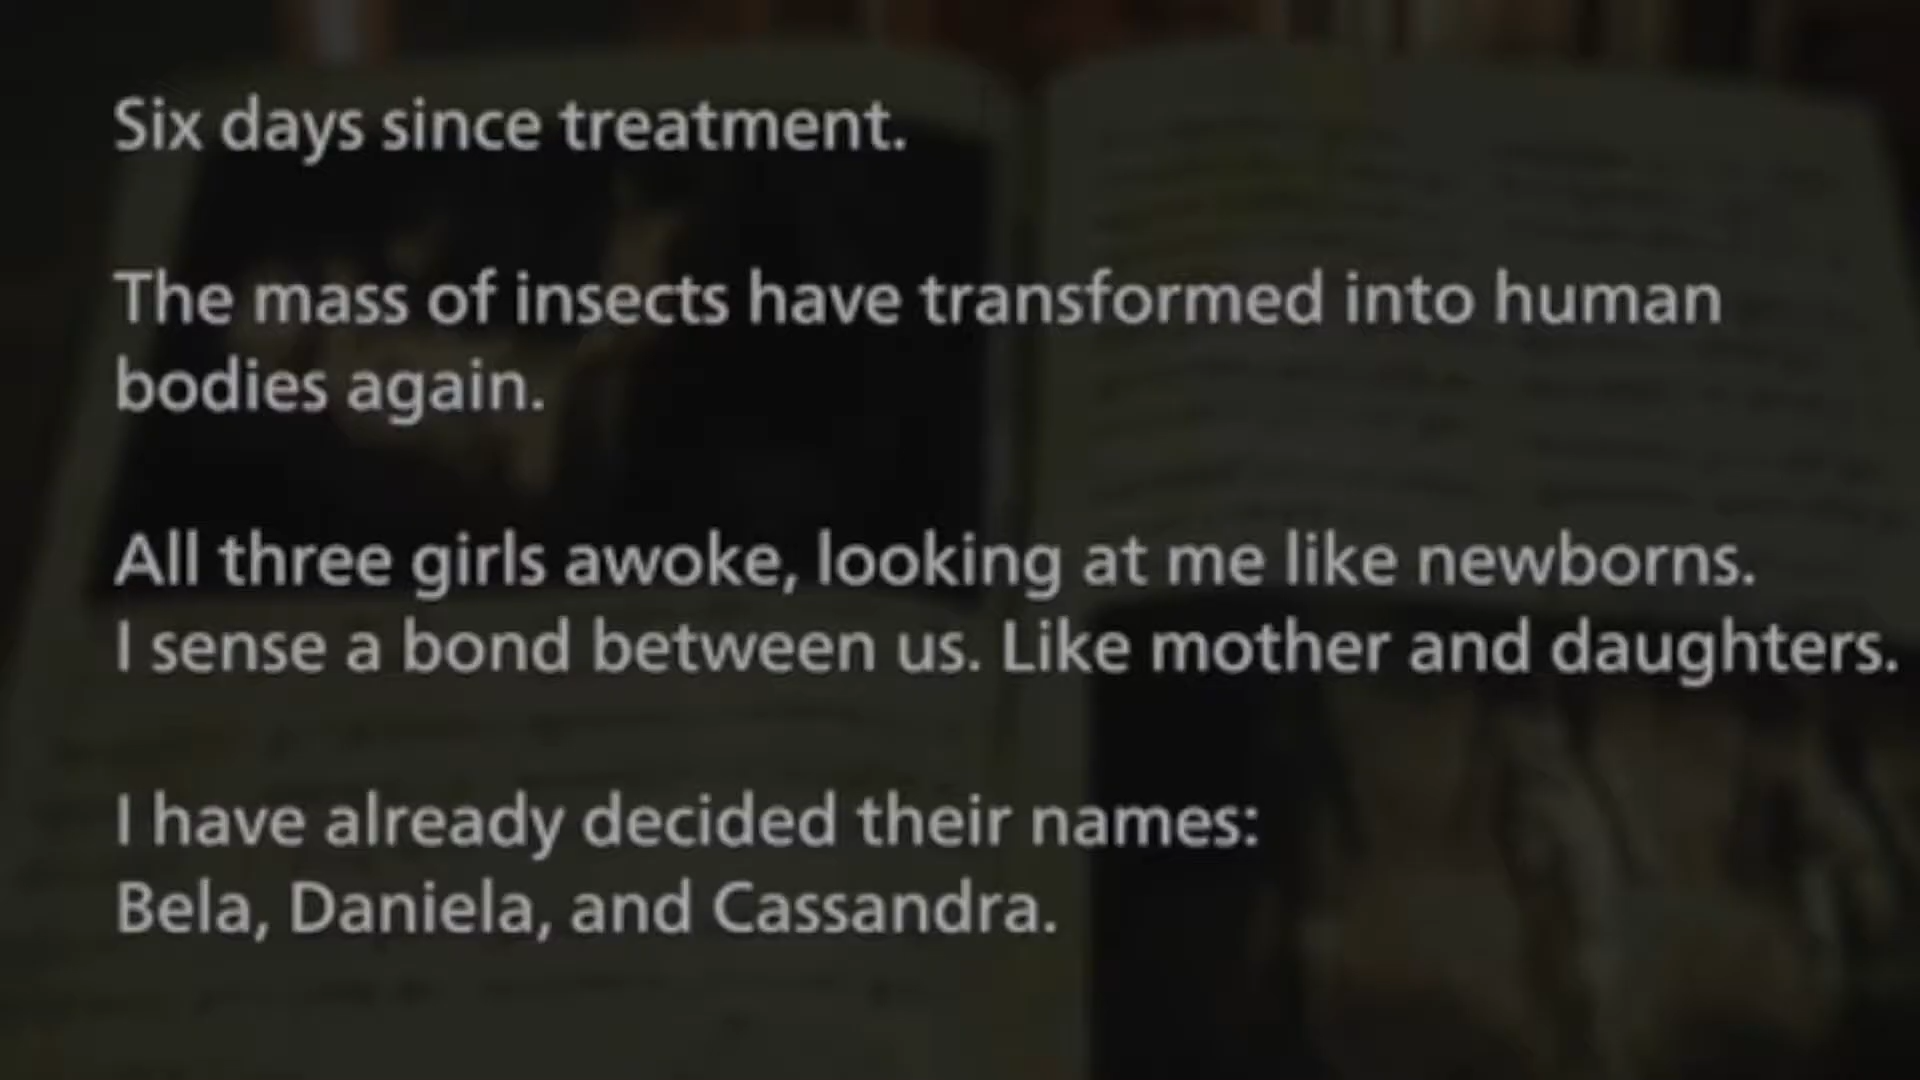 Six days since treatment.
The mass of insects have transformed into human
bodies again.
All three girls awoke, looking at me like newborns.
I sense a bond between us. Like mother and daughters.
I have already decided their names:
Bela, Daniela, and Cassandra.